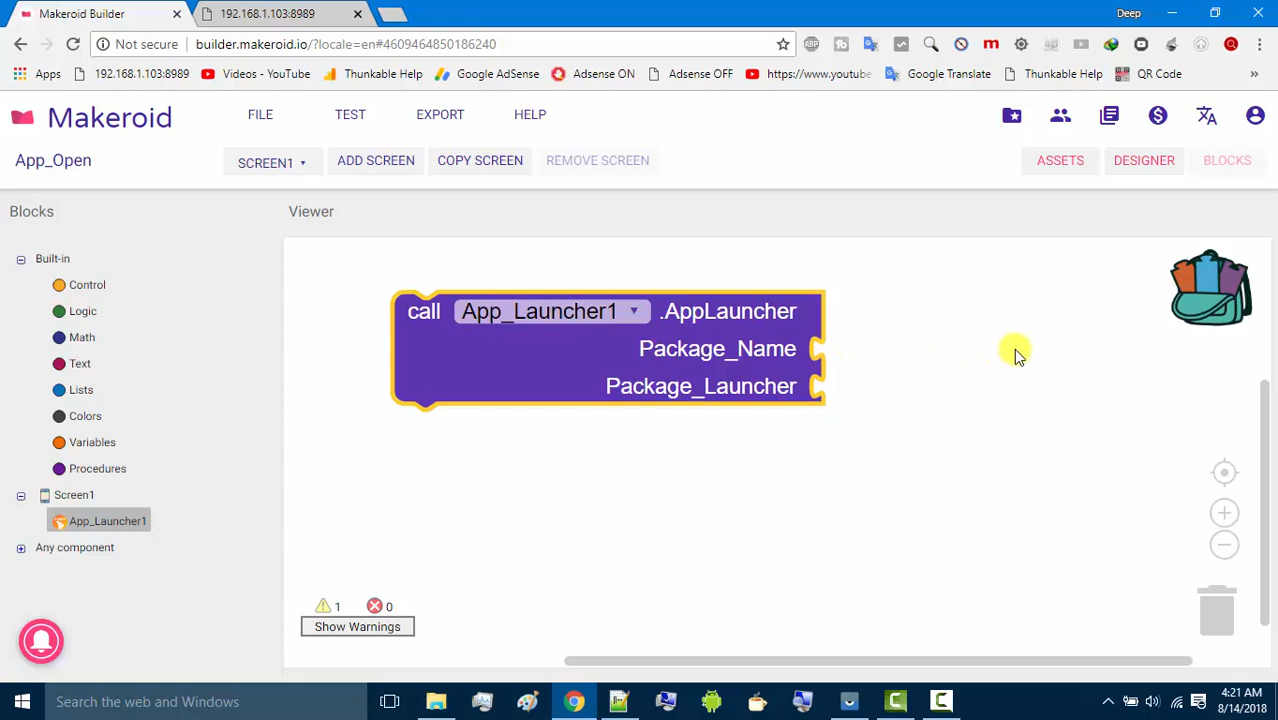 Makeroid Builder
192.168.1.103:8989
Deep
Not secure
builder.makeroid.io/?locale=en#4609464850186240
ABP
Apps
192.168.1.103:8989
Videos - YouTube
Thunkable Help
Google AdSense
Adsense ON
Adsense OFF
https://www.youtube
Google Translate
Thunkable Help
QR Code
»
Makeroid
FILE
TEST
EXPORT
HELP
App_Open
SCREEN1
ADD SCREEN
COPY SCREEN
REMOVE SCREEN
ASSETS
DESIGNER
BLOCKS
Blocks
Viewer
Built-in
Control
Logic
Math
Text
Lists
Colors
Variables
Procedures
Screen1
App_Launcher1
Any component
call App_Launcher1 .AppLauncher
Package_Name
Package_Launcher
1 0
Show Warnings
Search the web and Windows
4:21 AM
8/14/2018